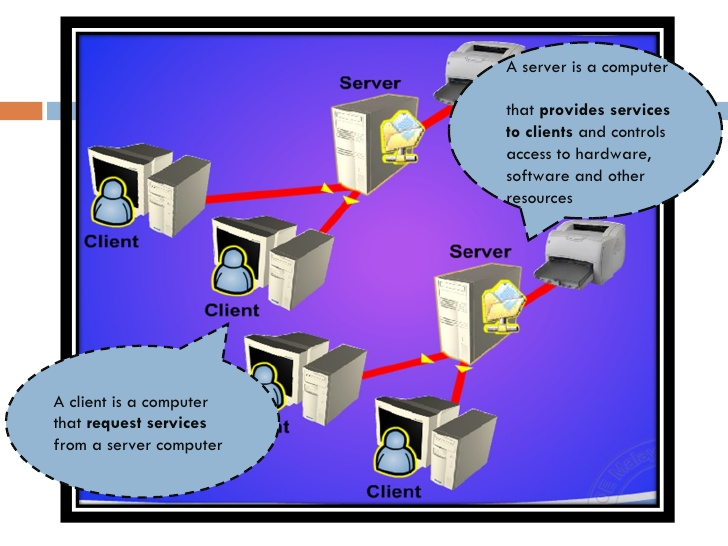 Server
A server is a computer
that provides services
to clients and controls
access to hardware,
software and other
resources
Client
Server
Client
A client is a computer
that request services
from a server computer
Client